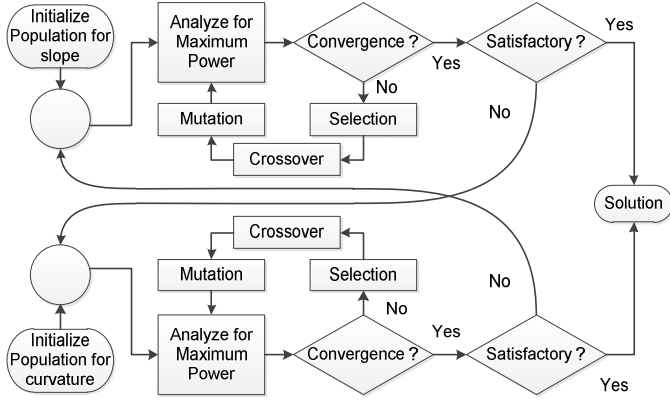 Initialize
Population for
slope
Analyze for
Maximum
Power
Convergence ?
Yes
Satisfactory ?
Yes
No
Mutation
Selection
No
Crossover
Solution
Crossover
Mutation
Selection
No
No
Initialize
Population for
curvature
Analyze for
Maximum
Power
Convergence ?
Yes
Satisfactory ?
Yes